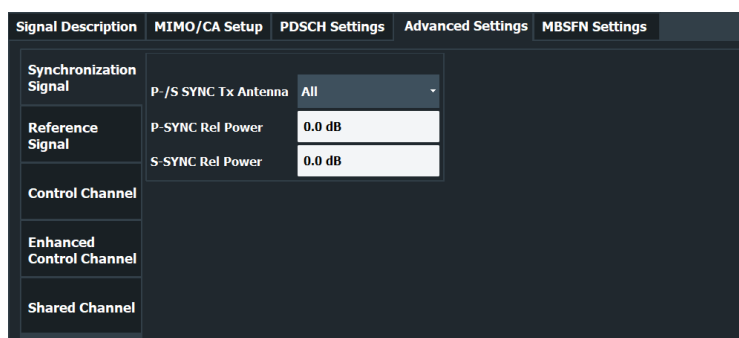 Signal Description MIMO/CA Setup PDSCH Settings Advanced Settings MBSFN Settings
Synchronization
Signal
P-/S SYNC Tx Antenna All
Reference
Signal
P-SYNC Rel Power 0.0 dB
S-SYNC Rel Power 0.0 dB
Control Channel
Enhanced
Control Channel
Shared Channel